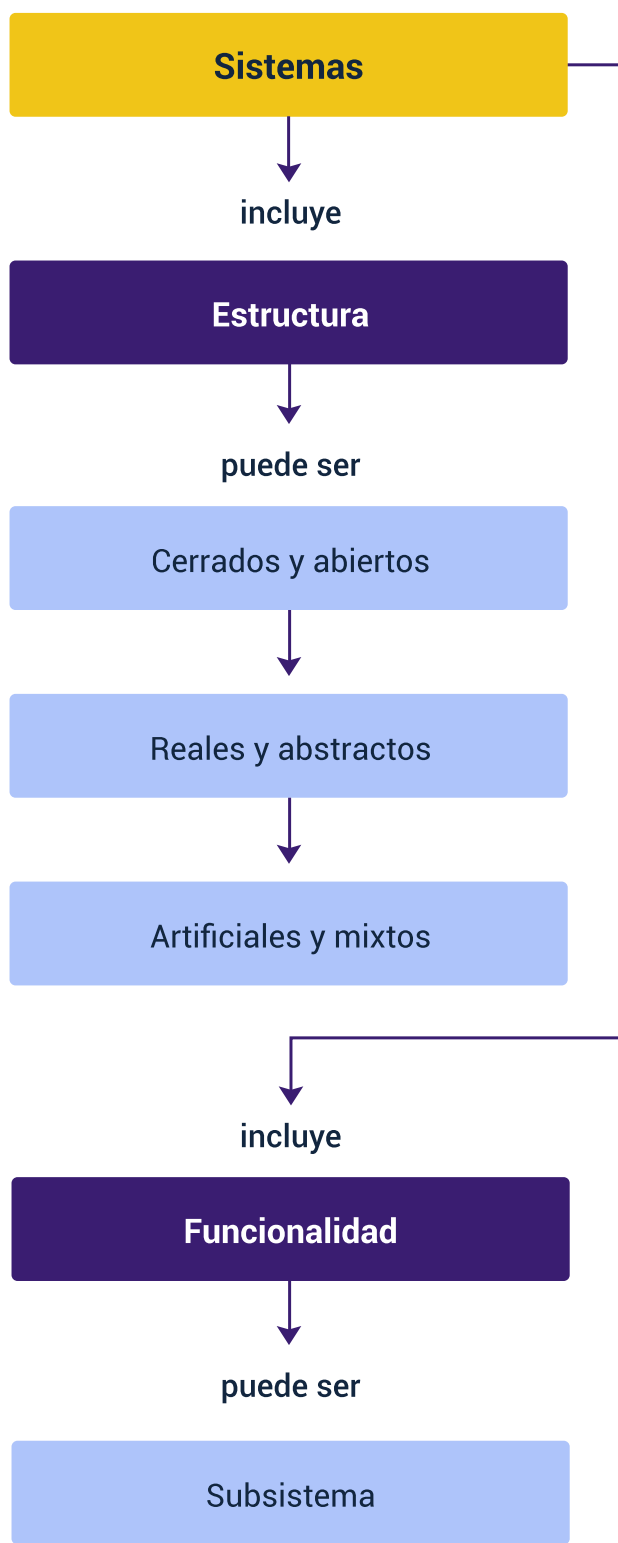 Sistemas
incluye
Estructura
puede ser
Cerrados y abiertos
Reales y abstractos
Artificiales y mixtos
incluye
Funcionalidad
puede ser
Subsistema